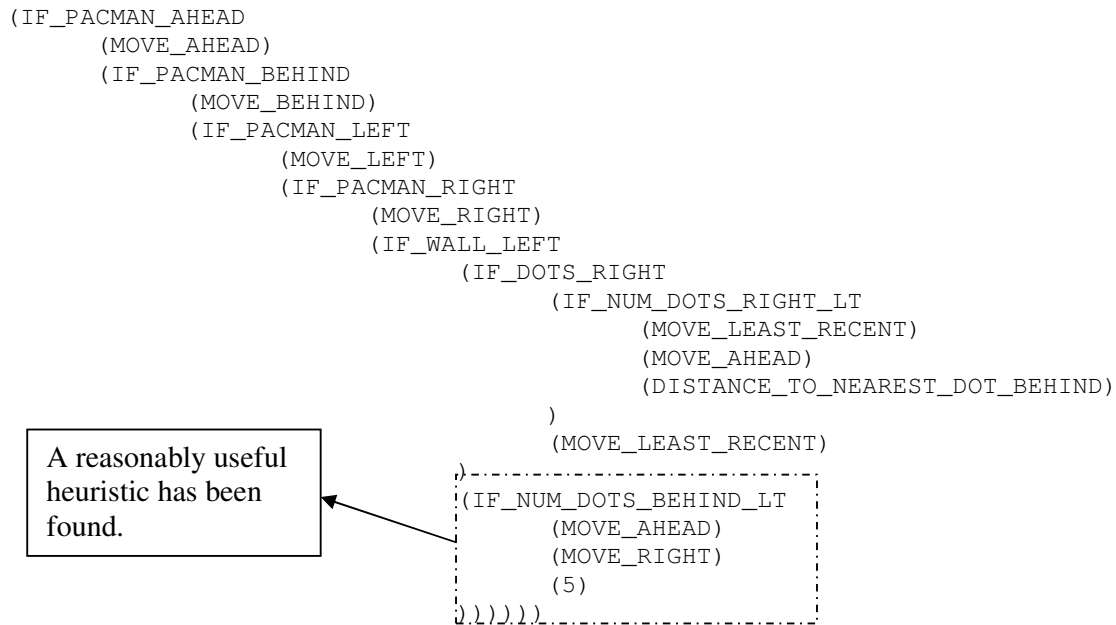 (IF_PACMAN_AHEAD
(MOVE_AHEAD)
(IF_PACMAN_BEHIND
(MOVE_BEHIND)
(IF_PACMAN_LEFT
(MOVE_LEFT)
(IF_PACMAN_RIGHT
(MOVE_RIGHT)
(IF_WALL_LEFT
(IF_DOTS_RIGHT
(IF_NUM_DOTS_RIGHT_LT
(MOVE_LEAST_RECENT)
(MOVE_AHEAD)
(DISTANCE_TO_NEAREST_DOT_BEHIND)
)
(MOVE_LEAST_RECENT)
)
(IF_NUM_DOTS_BEHIND_LT
(MOVE_AHEAD)
(MOVE_RIGHT)
(5)
))))))
A reasonably useful
heuristic has been
found.